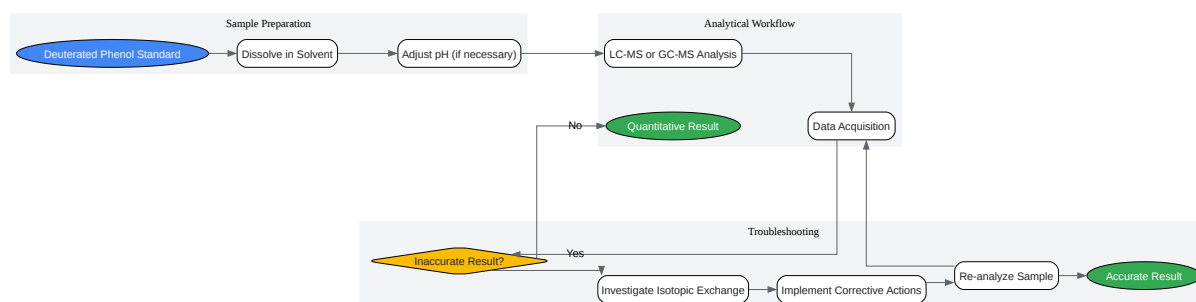 Sample Preparation
Deuterated Phenol Standard
Dissolve in Solvent
Adjust pH (if necessary)
Analytical Workflow
LC-MS or GC-MS Analysis
No
Quantitative Result
Data Acquisition
Troubleshooting
Yes
Inaccurate Result?
Investigate Isotopic Exchange
Implement Corrective Actions
Re-analyze Sample
Accurate Result